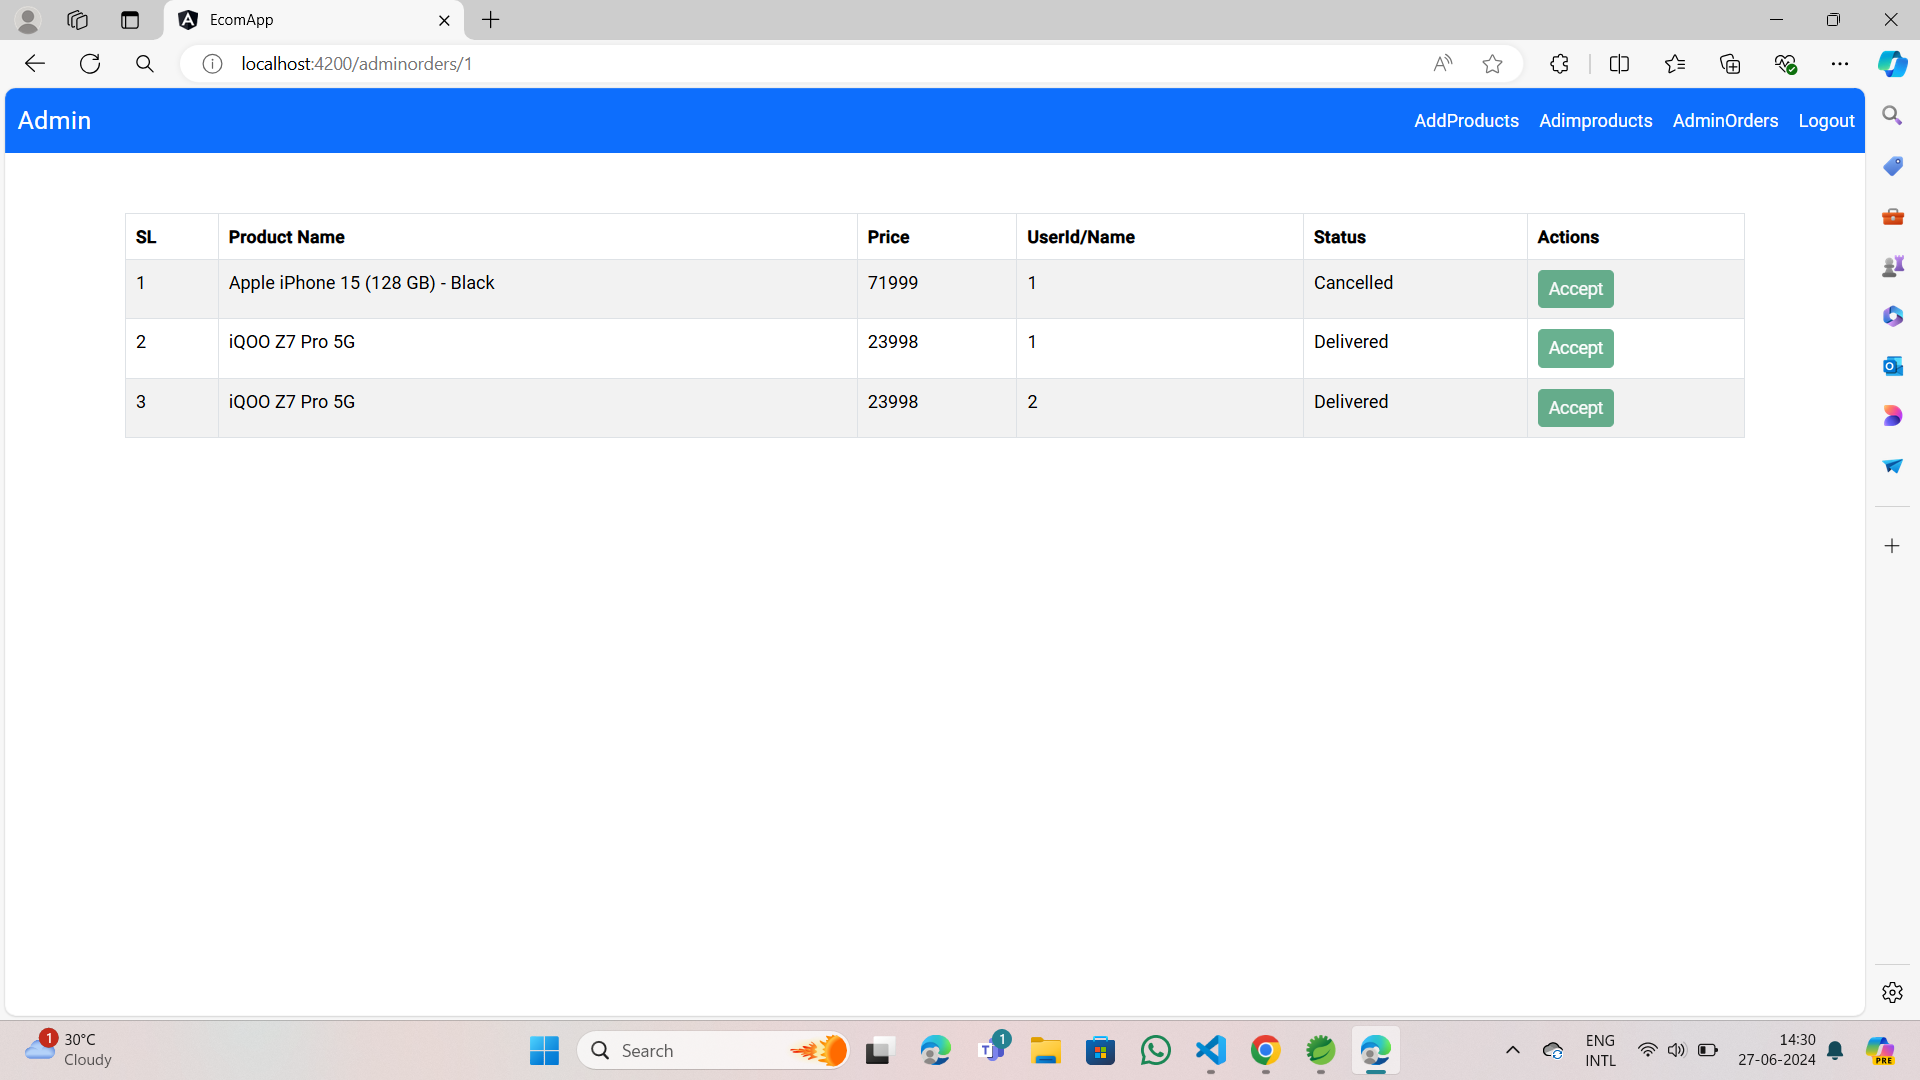 EcomApp
localhost:4200/adminorders/1
Admin AddProducts Adimproducts AdminOrders Logout
SL Product Name Price UserId/Name Status Actions
1 Apple iPhone 15 (128 GB) - Black 71999 1 Cancelled Accept
2 iQOO Z7 Pro 5G 23998 1 Delivered Accept
3 iQOO Z7 Pro 5G 23998 2 Delivered Accept
1
30°C
Cloudy
Search
1
ENG
INTL
14:30
27-06-2024
PRE